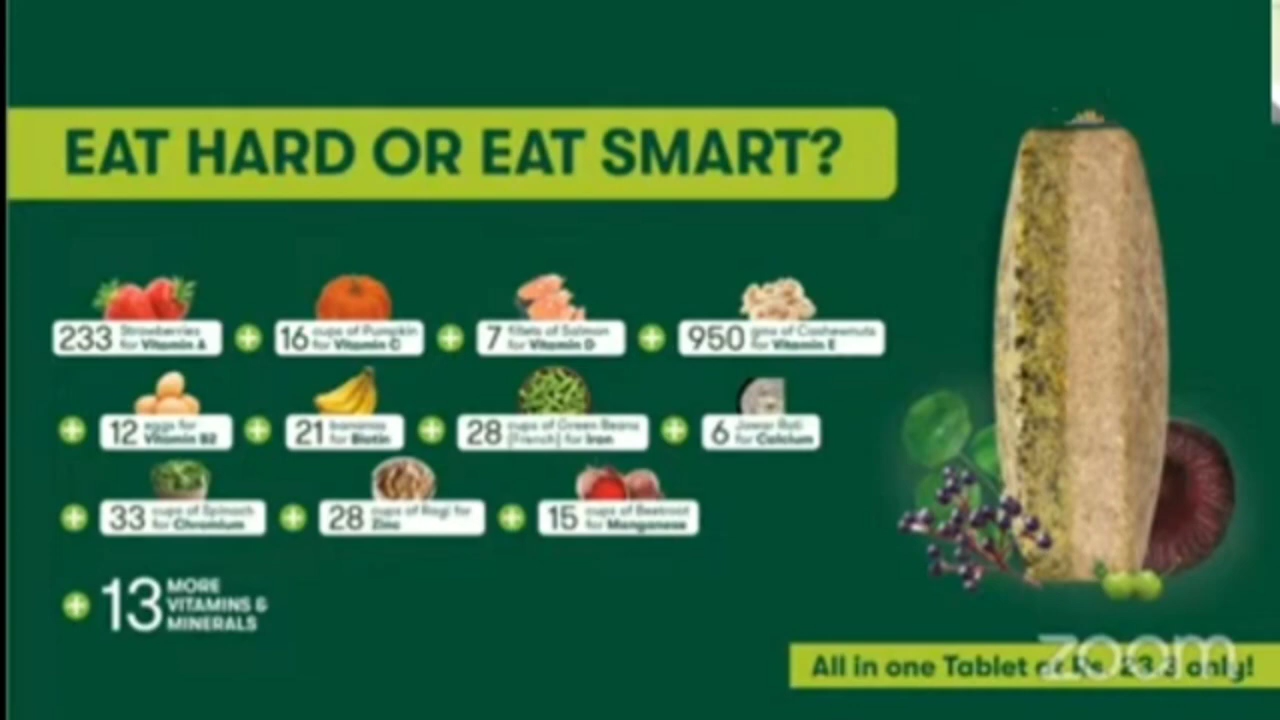 EAT HARD OR EAT SMART?
233 Strawberries
for Vitamin A
16 cups of Pumpkin
for Vitamin C
7 fillets of Salmon
for Vitamin D
950 gms of Cashewnuts
for Vitamin E
12 eggs for
Vitamin B2
21 bananas
for Biotin
28 cups of Green Beans
(French) for Iron
6 Jowar Roti
for Calcium
33 cups of Spinach
for Chromium
28 cups of Ragi for
Zinc
15 cups of Beetroot
for Manganese
13 MORE
VITAMINS &
MINERALS
All in one Tablet Rs. only!
zoom